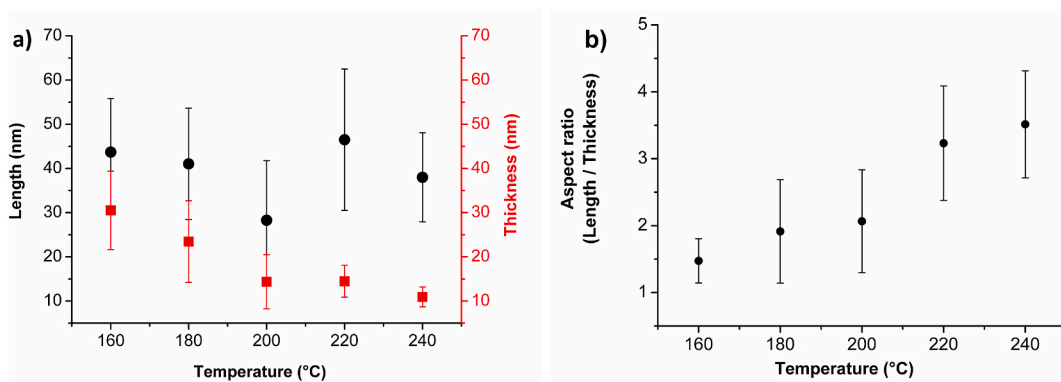 a)
70
60
50
40
30
20
10
Length (nm)
70
60
50
40
30
20
10
Thickness (nm)
160 180 200 220 240
Temperature (°C)
b)
5
4
3
2
1
Aspect ratio
(Length / Thickness)
160 180 200 220 240
Temperature (°C)